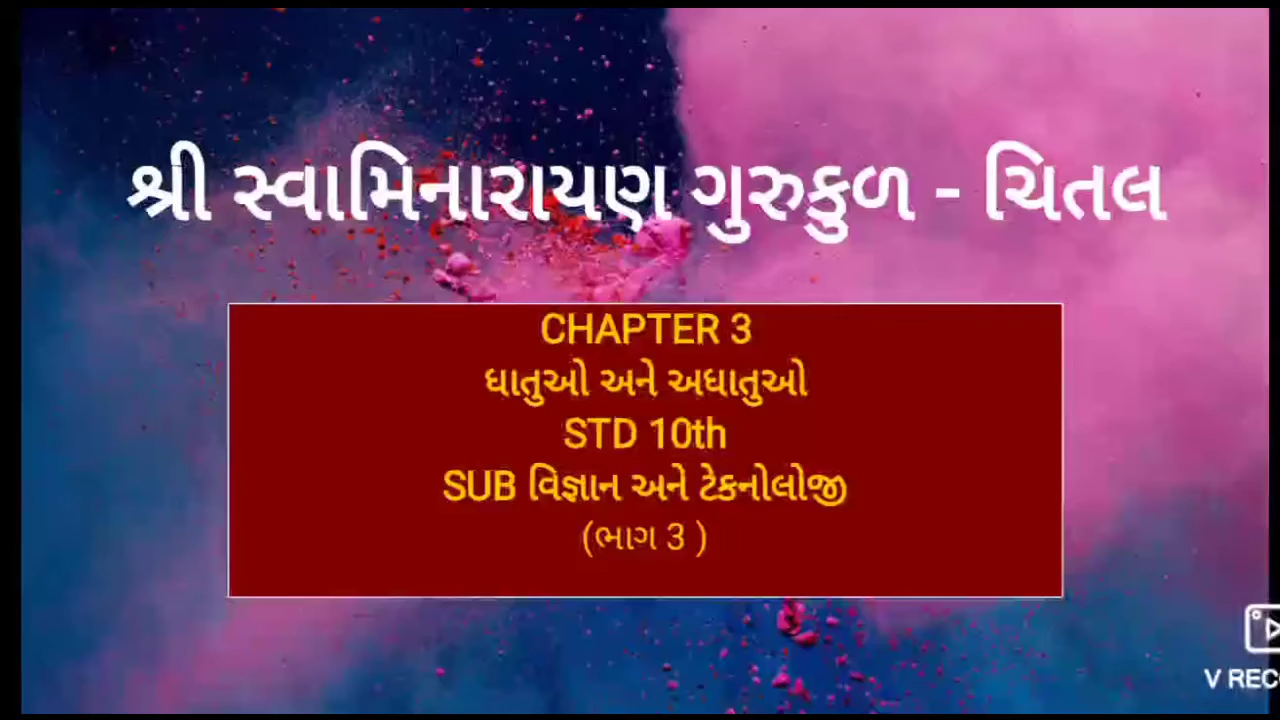 શ્રી સ્વામિનારાયણ ગુરુકુળ - ચિતલ
CHAPTER 3
ધાતુઓ અને અધાતુઓ
STD 10th
SUB વિજ્ઞાન અને ટેકનોલોજી
(ભાગ 3 )
V REC